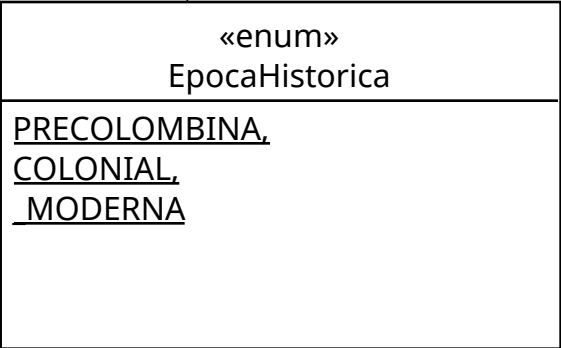 «enum»
EpocaHistorica
PRECOLOMBINA,
COLONIAL,
_MODERNA